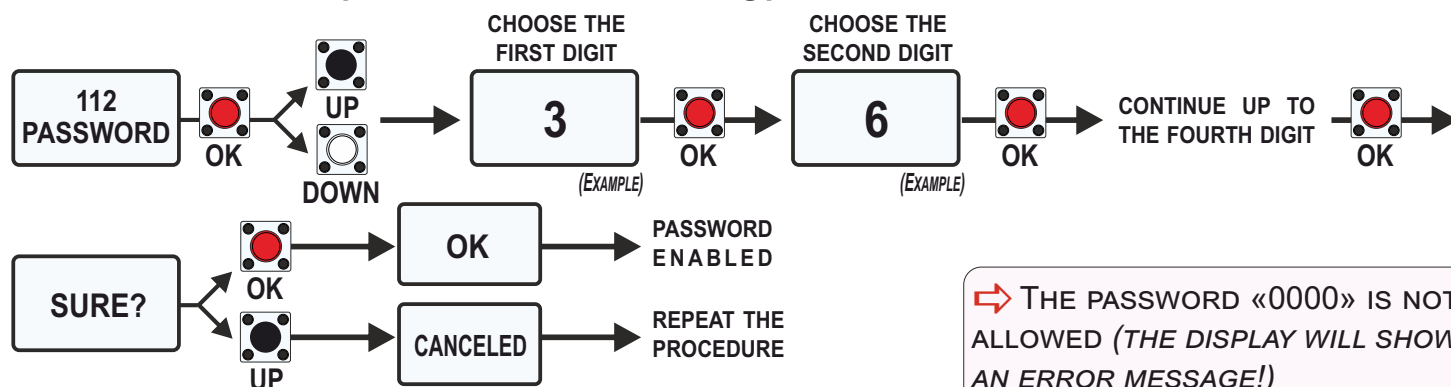 CHOOSE THE
FIRST DIGIT
CHOOSE THE
SECOND DIGIT
112
PASSWORD
OK
UP
DOWN
3
(EXAMPLE)
OK
6
(EXAMPLE)
OK
CONTINUE UP TO
THE FOURTH DIGIT
OK
SURE?
OK
UP
OK
PASSWORD
ENABLED
CANCELED
REPEAT THE
PROCEDURE
THE PASSWORD «0000» IS NOT
ALLOWED (THE DISPLAY WILL SHOW
AN ERROR MESSAGE!)